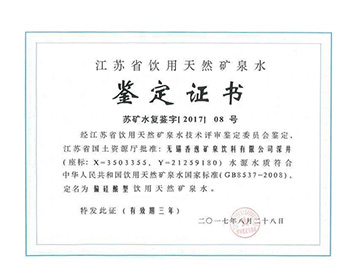 江苏省饮用天然矿泉水
鉴定证书
苏矿水复鉴字[2017] 08 号
经江苏省饮用天然矿泉水技术评审鉴定委员会鉴定，
江苏省国土资源厅批准：无锡香逸矿泉饮料有限公司深井
(座标：X=3503355、Y=21259180) 水源水质符合
中华人民共和国饮用天然矿泉水国家标准(GB8537-2008)，
定名为 偏硅酸型 饮用天然矿泉水。
特发此证（有效期三年）
二○一七年八月二十八日